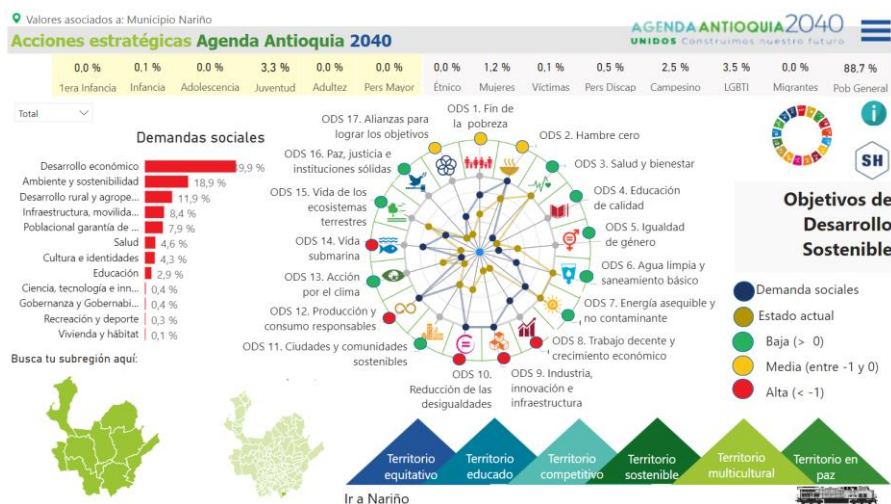 Valores asociados a: Municipio Nariño
Acciones estratégicas Agenda Antioquia 2040
AGENDA ANTIOQUIA 2040
UNIDOS Construimos nuestro futuro
0,0 % 0,1 % 0.0 % 3,3 % 0,0 % 0,0 % 0,0 % 1,2 % 0,1 % 0,5 % 2,5 % 3.5 % 0.0 % 88.7 %
1era Infancia Infancia Adolescencia Juventud Adultez Pers Mayor Étnico Mujeres Víctimas Pers Discap Campesino LGBTI Migrantes Pob General
Total
Demandas sociales
Desarrollo económico 39,9 %
Ambiente y sostenibilidad 18,9 %
Desarrollo rural y agrope... 11,9 %
Infraestructura, movilida... 8,4 %
Poblacional garantía de ... 7,9 %
Salud 4,6 %
Cultura e identidades 4,3 %
Educación 2,9 %
Ciencia, tecnología e inn... 0,4 %
Gobernanza y Gobernabi... 0,4 %
Recreación y deporte 0,3 %
Vivienda y hábitat 0,1 %
Busca tu subregión aquí:
ODS 1. Fin de
la pobreza
ODS 2. Hambre cero
ODS 3. Salud y bienestar
ODS 4. Educación
de calidad
ODS 5. Igualdad
de género
ODS 6. Agua limpia y
saneamiento básico
ODS 7. Energía asequible y
no contaminante
ODS 8. Trabajo decente y
crecimiento económico
ODS 9. Industria,
innovación e
infraestructura
ODS 10.
Reducción de las
desigualdades
ODS 11. Ciudades y comunidades
sostenibles
ODS 12. Producción y
consumo responsables
ODS 13. Acción
por el clima
ODS 14. Vida
submarina
ODS 15. Vida de los
ecosistemas
terrestres
ODS 16. Paz, justicia e
instituciones sólidas
ODS 17. Alianzas para
lograr los objetivos
i
SH
Objetivos de
Desarrollo
Sostenible
Demanda sociales
Estado actual
Baja (> 0)
Media (entre -1 y 0)
Alta (< -1)
Territorio
equitativo
Territorio
educado
Territorio
competitivo
Territorio
sostenible
Territorio
multicultural
Territorio en
paz
Ir a Nariño